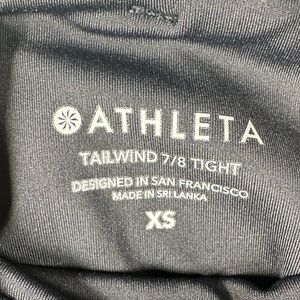 ATHLETA
TAILWIND 7/8 TIGHT
DESIGNED IN SAN FRANCISCO
MADE IN SRI LANKA
XS